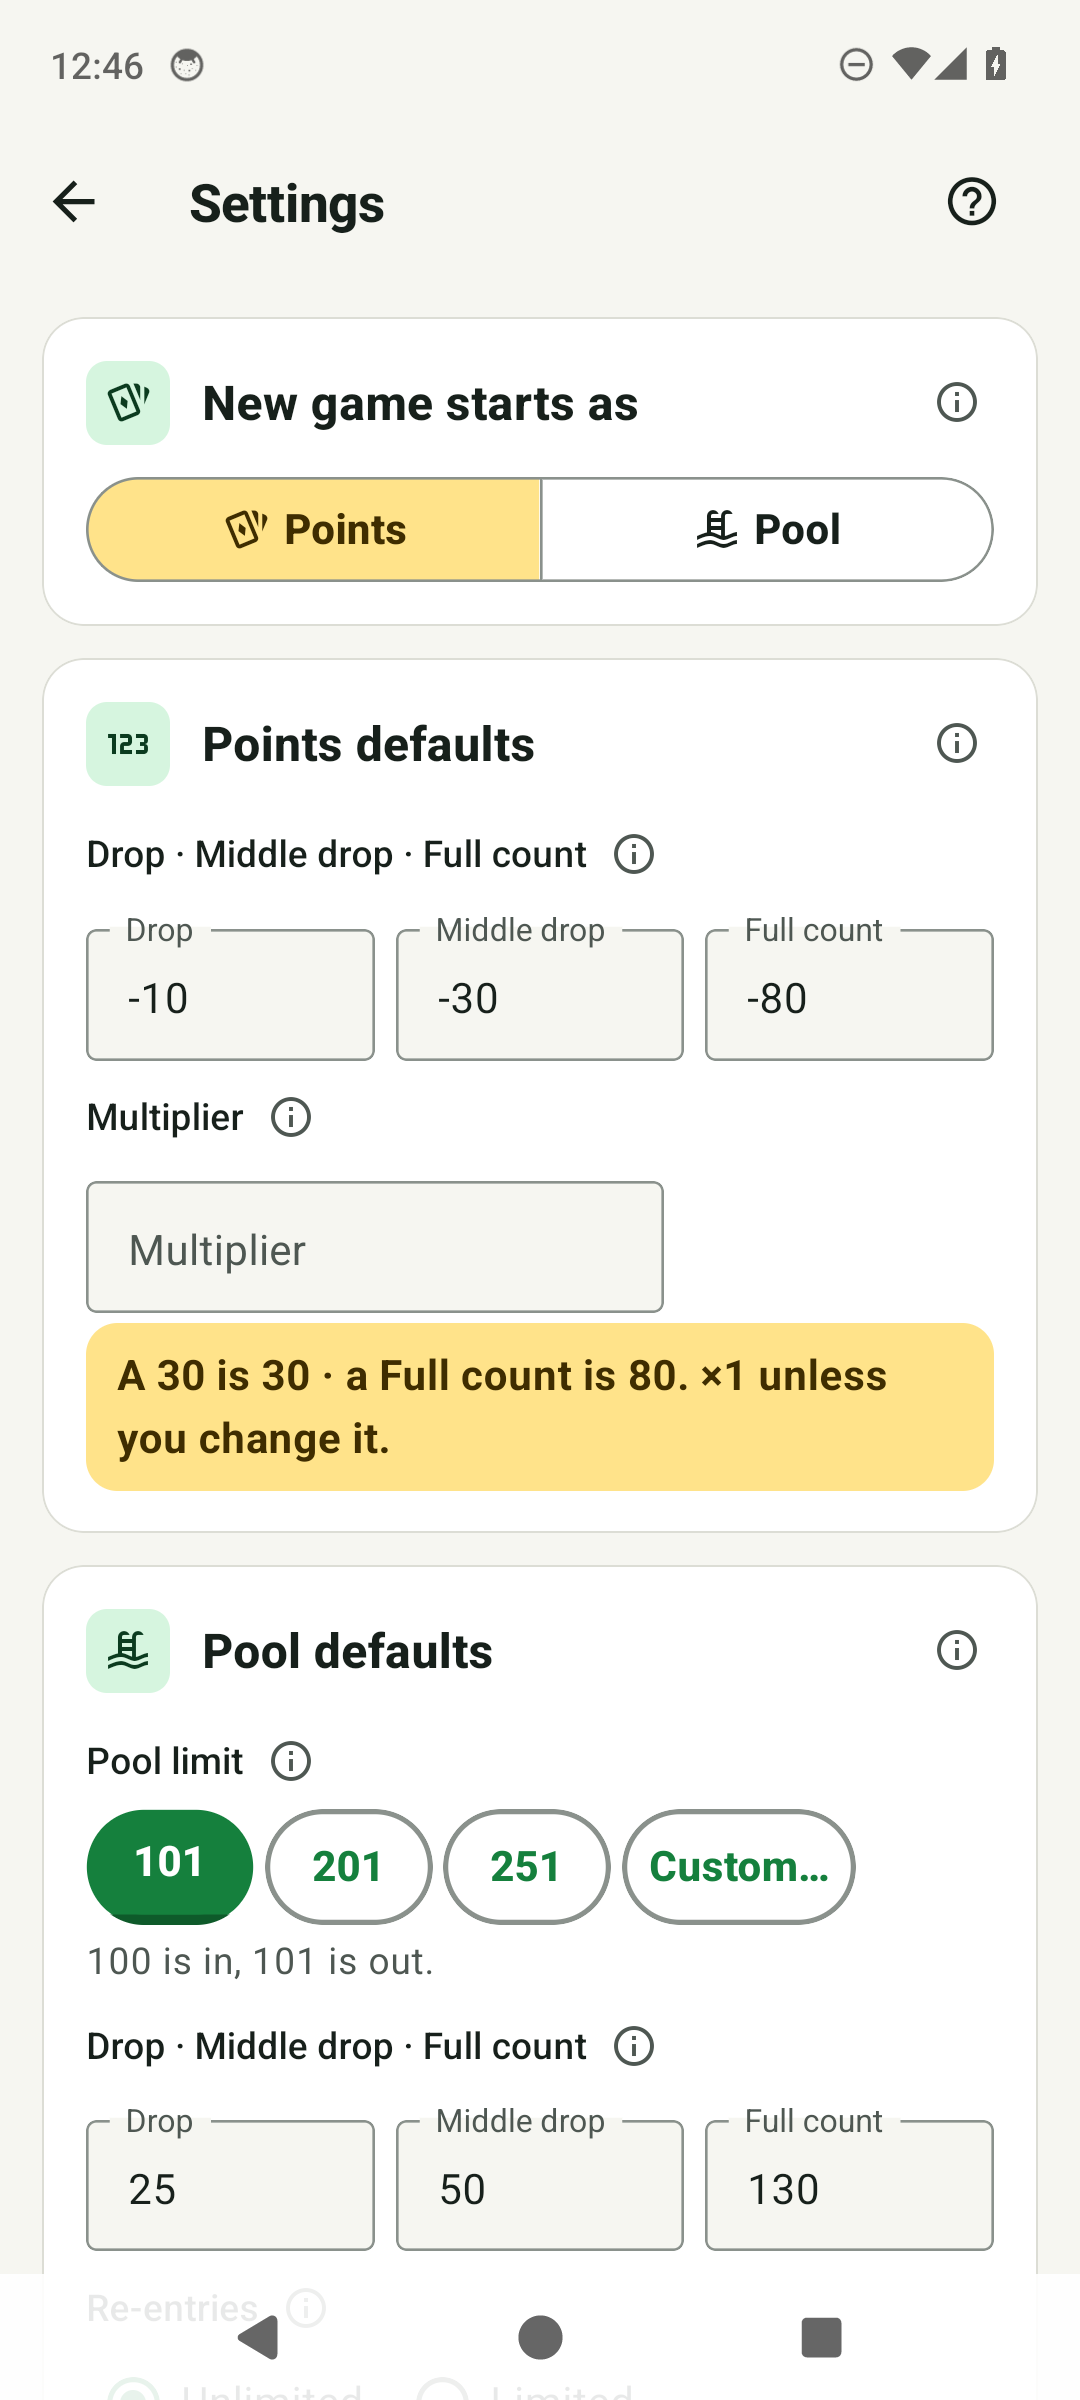 12:46
Settings
New game starts as
Points
Pool
123
Points defaults
Drop · Middle drop · Full count
Drop
Middle drop
Full count
-10
-30
-80
Multiplier
Multiplier
A 30 is 30 · a Full count is 80. ×1 unless
you change it.
Pool defaults
Pool limit
101
201
251
Custom...
100 is in, 101 is out.
Drop · Middle drop · Full count
Drop
Middle drop
Full count
25
50
130
Re-entries
Unlimited
Limited